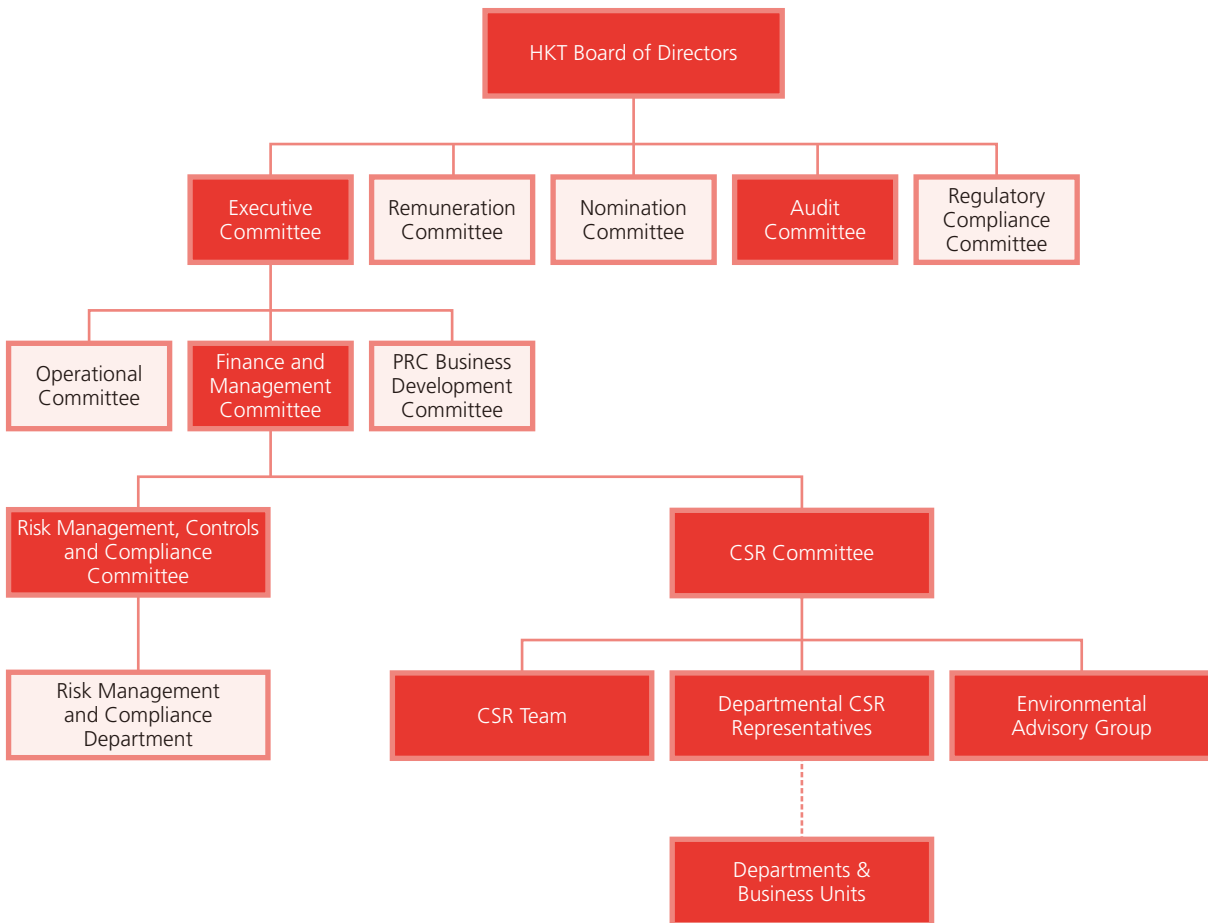 HKT Board of Directors
Executive
Committee
Remuneration
Committee
Nomination
Committee
Audit
Committee
Regulatory
Compliance
Committee
Operational
Committee
Finance and
Management
Committee
PRC Business
Development
Committee
Risk Management, Controls
and Compliance
Committee
CSR Committee
Risk Management
and Compliance
Department
CSR Team
Departmental CSR
Representatives
Environmental
Advisory Group
Departments &
Business Units